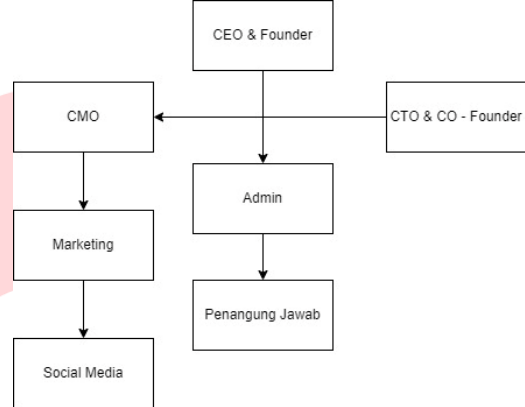 CEO & Founder
CMO
CTO & CO - Founder
Admin
Marketing
Penangung Jawab
Social Media